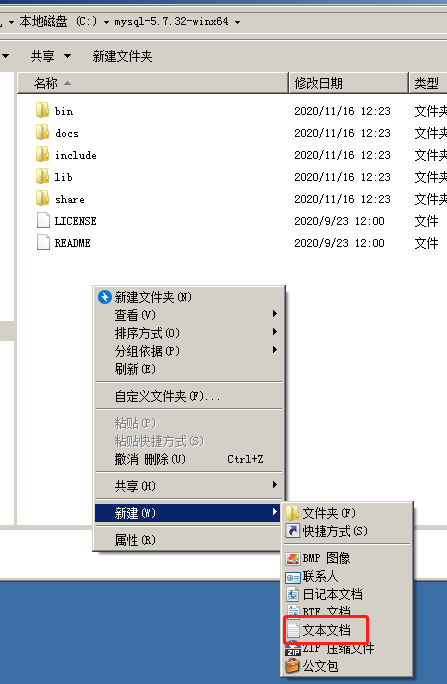 本地磁盘 (C:) mysql-5.7.32-winx64
共享 新建文件夹
名称 修改日期 类型
bin 2020/11/16 12:23 文件夹
docs 2020/11/16 12:23 文件夹
include 2020/11/16 12:23 文件夹
lib 2020/11/16 12:23 文件夹
share 2020/11/16 12:23 文件夹
LICENSE 2020/9/23 12:00 文件
README 2020/9/23 12:00 文件
新建文件夹(N)
查看(V)
排序方式(O)
分组依据(P)
刷新(E)
自定义文件夹(F)...
粘贴(P)
粘贴快捷方式(S)
撤消 删除(U) Ctrl+Z
共享(H)
新建(W)
属性(R)
文件夹(F)
快捷方式(S)
BMP 图像
联系人
日记本文档
RTF 文档
文本文档
ZIP 压缩文件
公文包